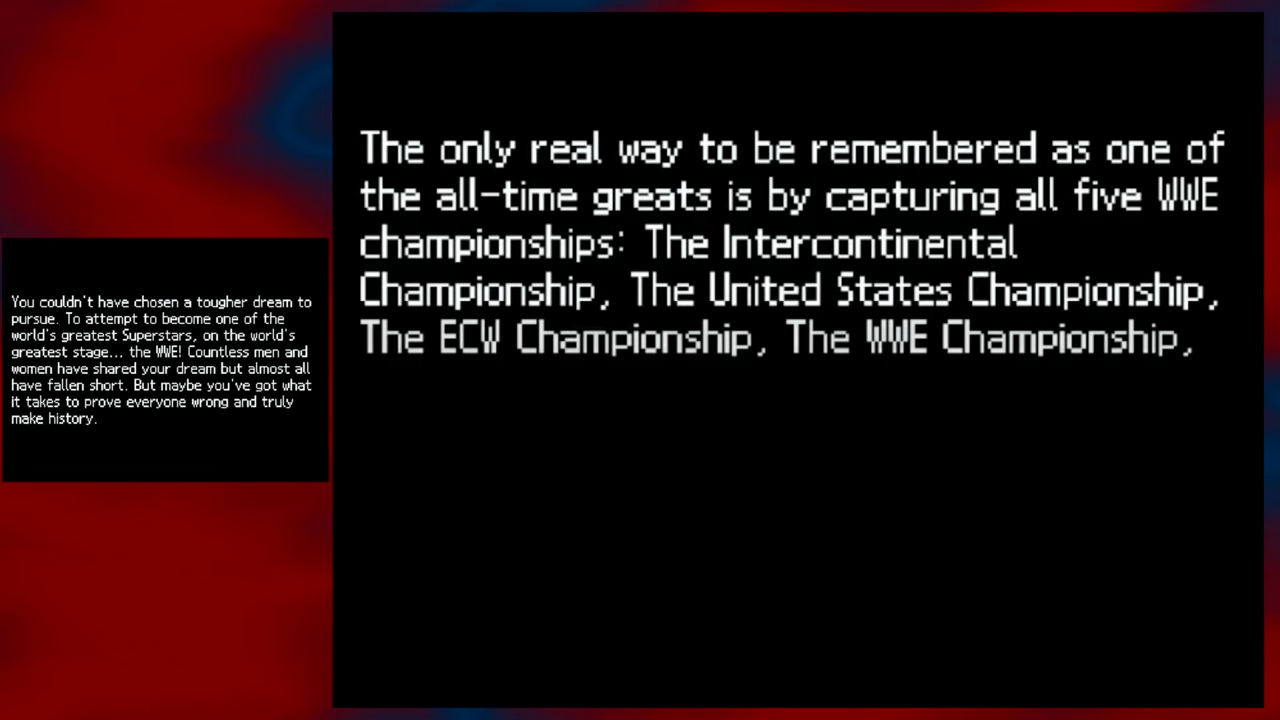 You couldn't have chosen a tougher dream to
pursue. To attempt to become one of the
world's greatest Superstars, on the world's
greatest stage... the WWE! Countless men and
women have shared your dream but almost all
have fallen short. But maybe you've got what
it takes to prove everyone wrong and truly
make history.
The only real way to be remembered as one of
the all-time greats is by capturing all five WWE
championships: The Intercontinental
Championship, The United States Championship,
The ECW Championship, The WWE Championship,